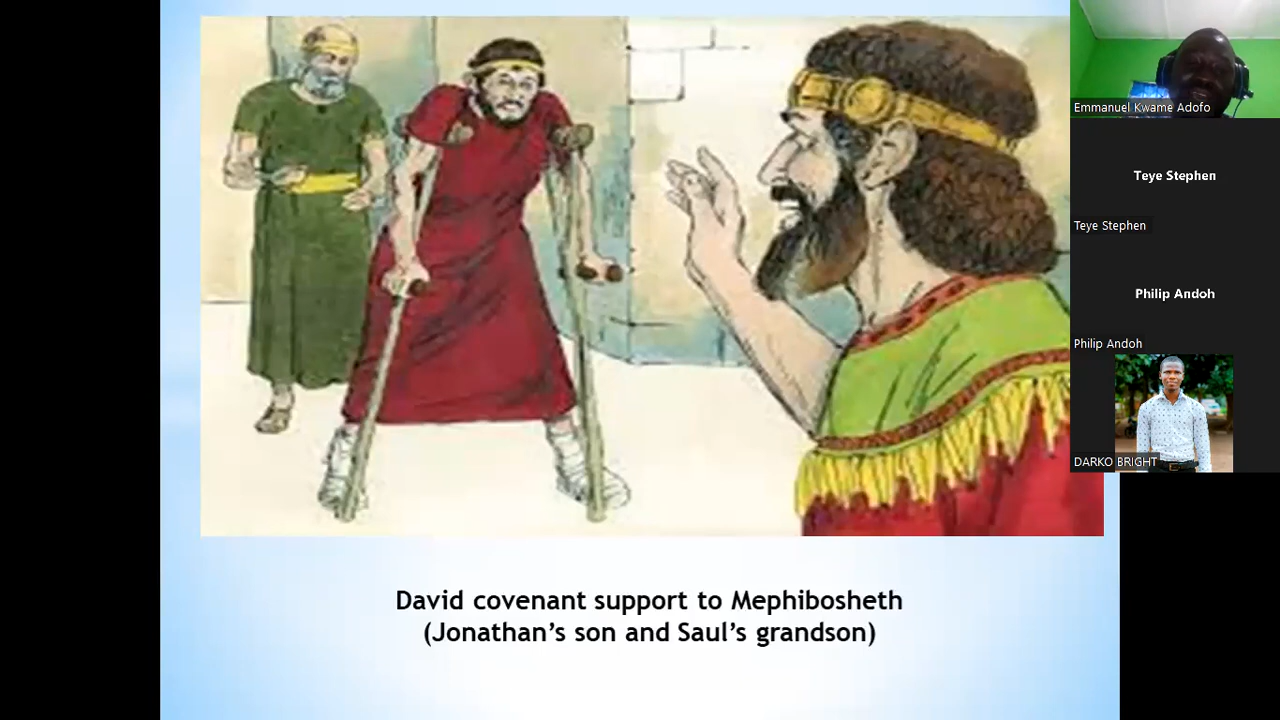 Emmanuel Kwame Adofo
Teye Stephen
Teye Stephen
Philip Andoh
Philip Andoh
DARKO BRIGHT
David covenant support to Mephibosheth
(Jonathan's son and Saul's grandson)